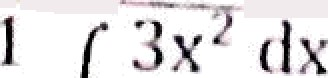 1 ∫ 3x² dx